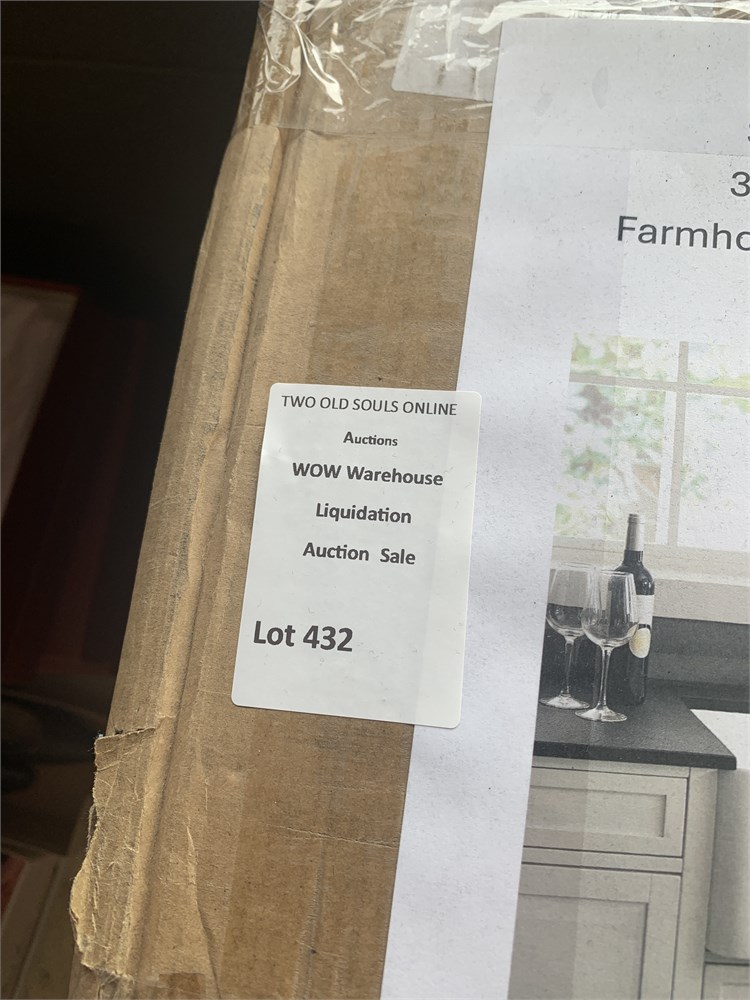 3
Farmho
TWO OLD SOULS ONLINE
Auctions
WOW Warehouse
Liquidation
Auction Sale
Lot 432